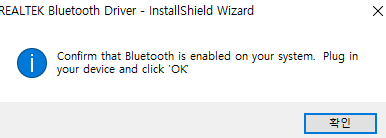 REALTEK Bluetooth Driver - InstallShield Wizard
Confirm that Bluetooth is enabled on your system. Plug in
your device and click 'OK'
확인